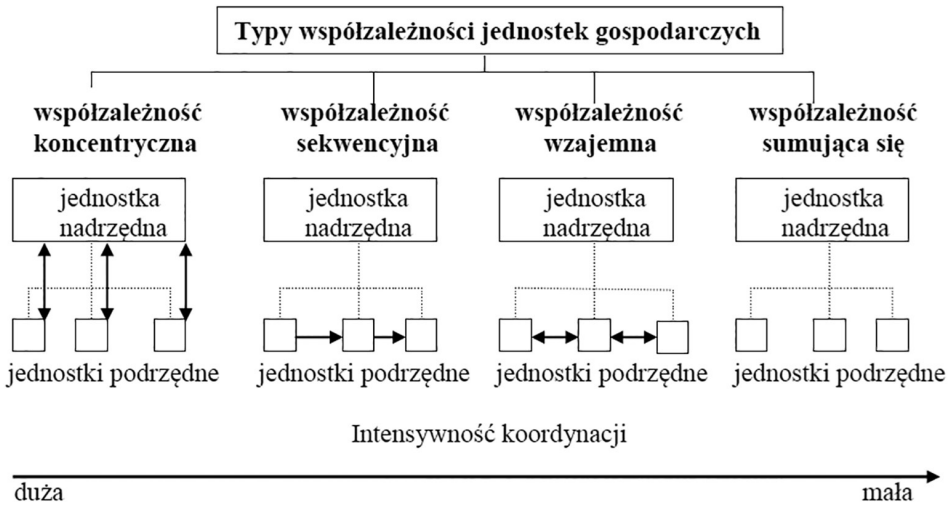 Typy współzależności jednostek gospodarczych
współzależność
koncentryczna
współzależność
sekwencyjna
współzależność
wzajemna
współzależność
sumująca się
jednostka
nadrzędna
jednostka
nadrzędna
jednostka
nadrzędna
jednostka
nadrzędna
jednostki podrzędne
jednostki podrzędne
jednostki podrzędne
jednostki podrzędne
Intensywność koordynacji
duża
mała